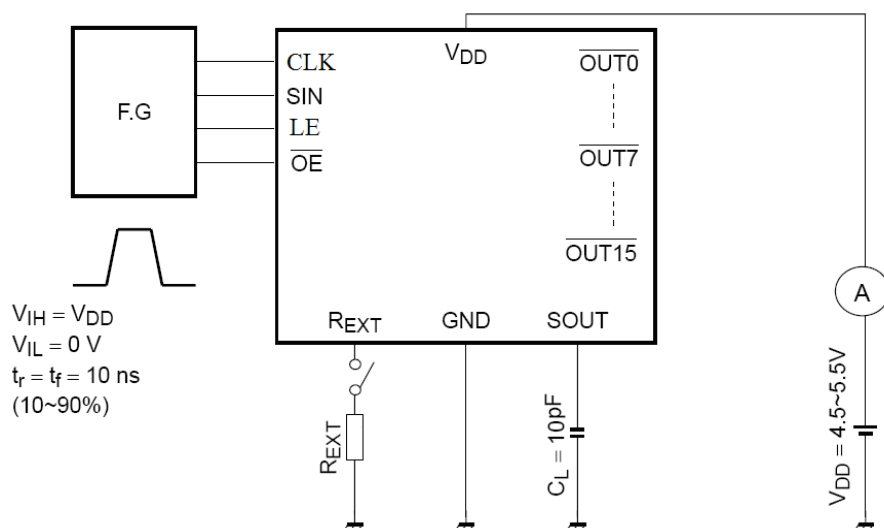 F.G
CLK
SIN
LE
OE
VDD
OUT0
OUT7
OUT15
REXT
GND
SOUT
A
VIH = VDD
VIL = 0 V
tr = tf = 10 ns
(10~90%)
REXT
CL = 10pF
VDD = 4.5~5.5V